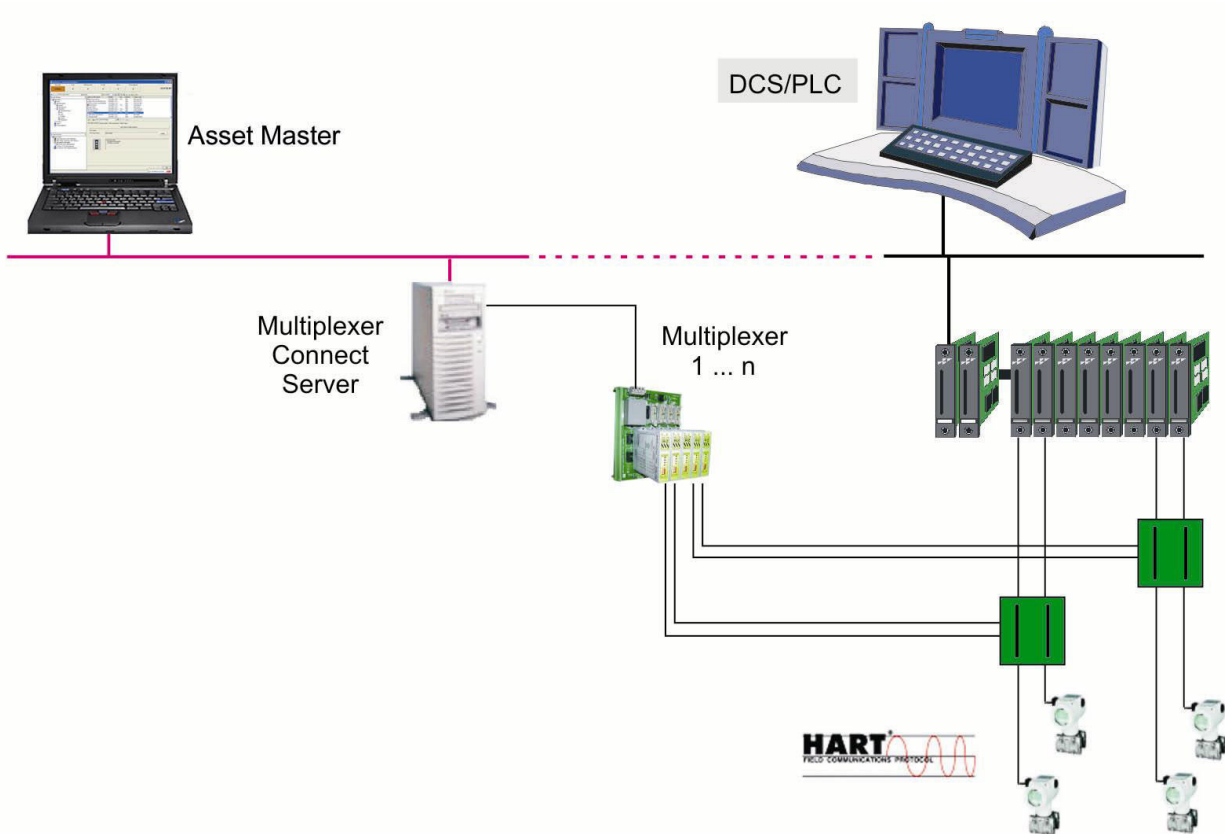 DCS/PLC
Asset Master
Multiplexer
Connect
Server
Multiplexer
1 ... n
HART®
FIELD COMMUNICATIONS PROTOCOL